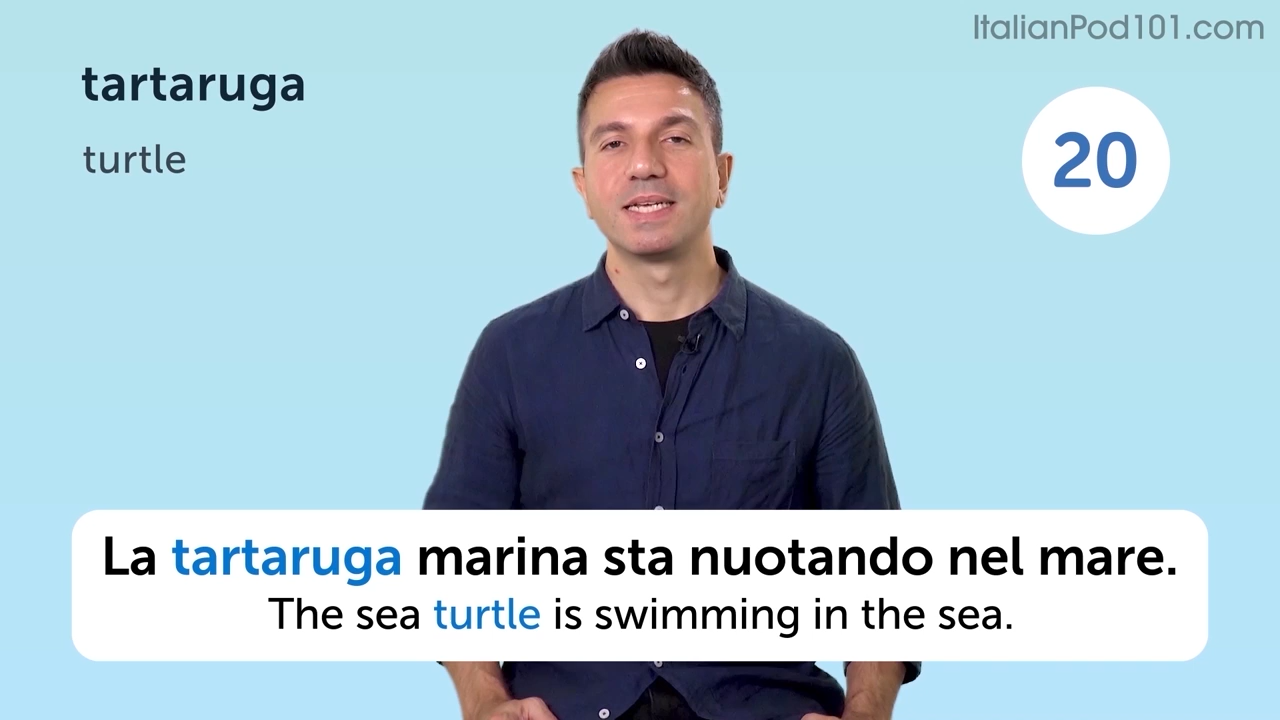 ItalianPod101.com
tartaruga
turtle
20
La tartaruga marina sta nuotando nel mare.
The sea turtle is swimming in the sea.